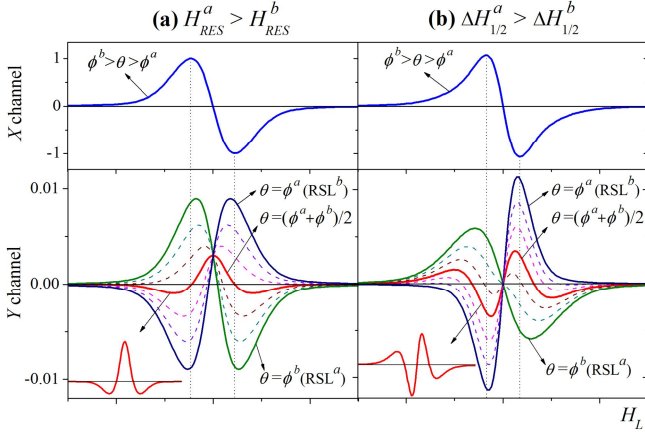 (a) H^a_RES > H^b_RES
(b) ΔH^a_1/2 > ΔH^b_1/2
X channel
1
0
-1
ϕ^b>θ>ϕ^a
ϕ^b>θ>ϕ^a
Y channel
0.01
0.00
-0.01
θ=ϕ^a(RSL^b)
θ=(ϕ^a+ϕ^b)/2
θ=ϕ^b(RSL^a)
θ=ϕ^a(RSL^b)
θ=(ϕ^a+ϕ^b)/2
θ=ϕ^b(RSL^a)
H_L